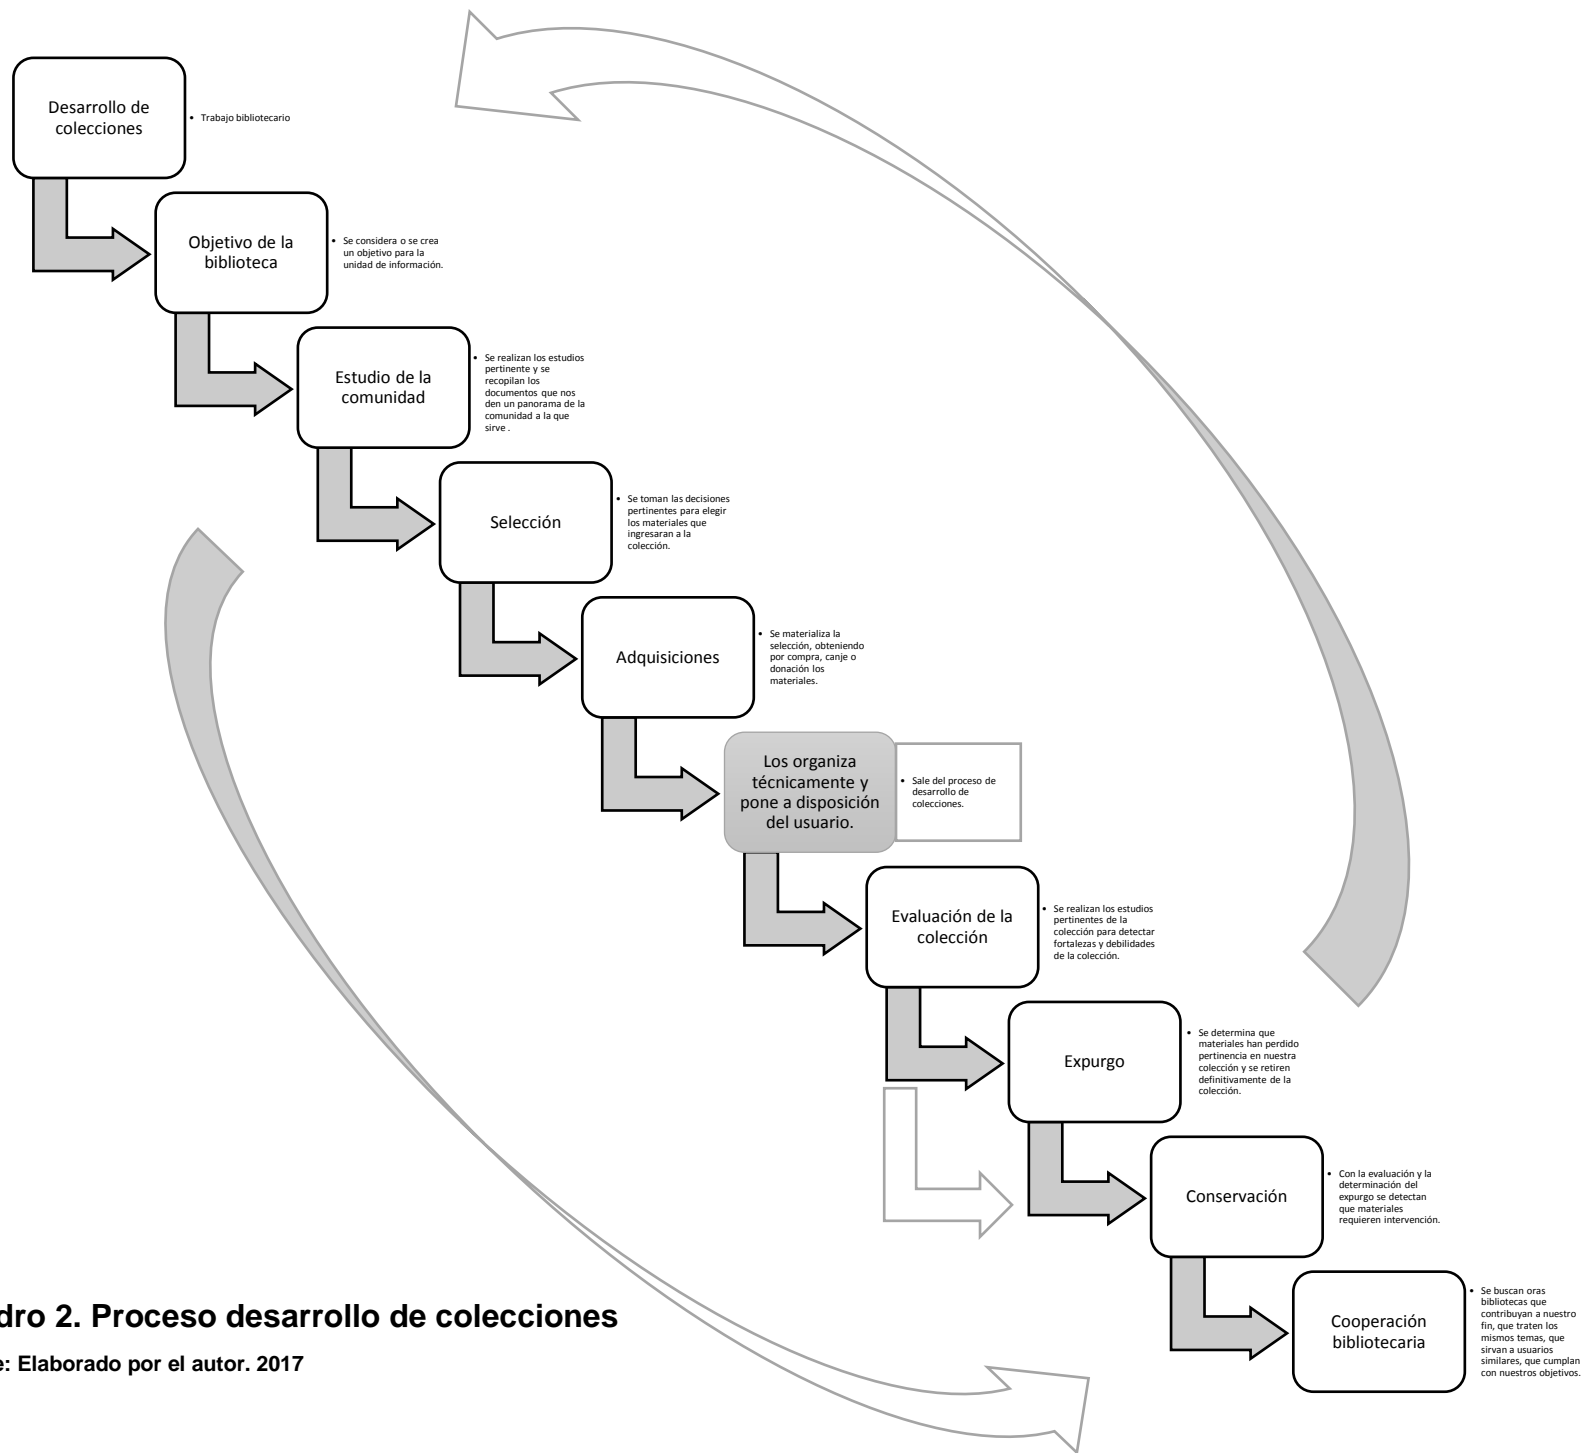 Desarrollo de
colecciones
• Trabajo bibliotecario
Objetivo de la
biblioteca
• Se considera o se crea
un objetivo para la
unidad de información.
Estudio de la
comunidad
• Se realizan los estudios
pertinente y se
recopilan los
documentos que nos
den un panorama de la
comunidad a la que
sirve .
Selección
• Se toman las decisiones
pertinentes para elegir
los materiales que
ingresaran a la
colección.
Adquisiciones
• Se materializa la
selección, obteniendo
por compra, canje o
donación los
materiales.
Los organiza
técnicamente y
pone a disposición
del usuario.
• Sale del proceso de
desarrollo de
colecciones.
Evaluación de la
colección
• Se realizan los estudios
pertinentes de la
colección para detectar
fortalezas y debilidades
de la colección.
Expurgo
• Se determina que
materiales han perdido
pertinencia en nuestra
colección y se retiren
definitivamente de la
colección.
Conservación
• Con la evaluación y la
determinación del
expurgo se detectan
que materiales
requieren intervención.
Cooperación
bibliotecaria
• Se buscan oras
bibliotecas que
contribuyan a nuestro
fin, que traten los
mismos temas, que
sirvan a usuarios
similares, que cumplan
con nuestros objetivos.
dro 2. Proceso desarrollo de colecciones
e: Elaborado por el autor. 2017